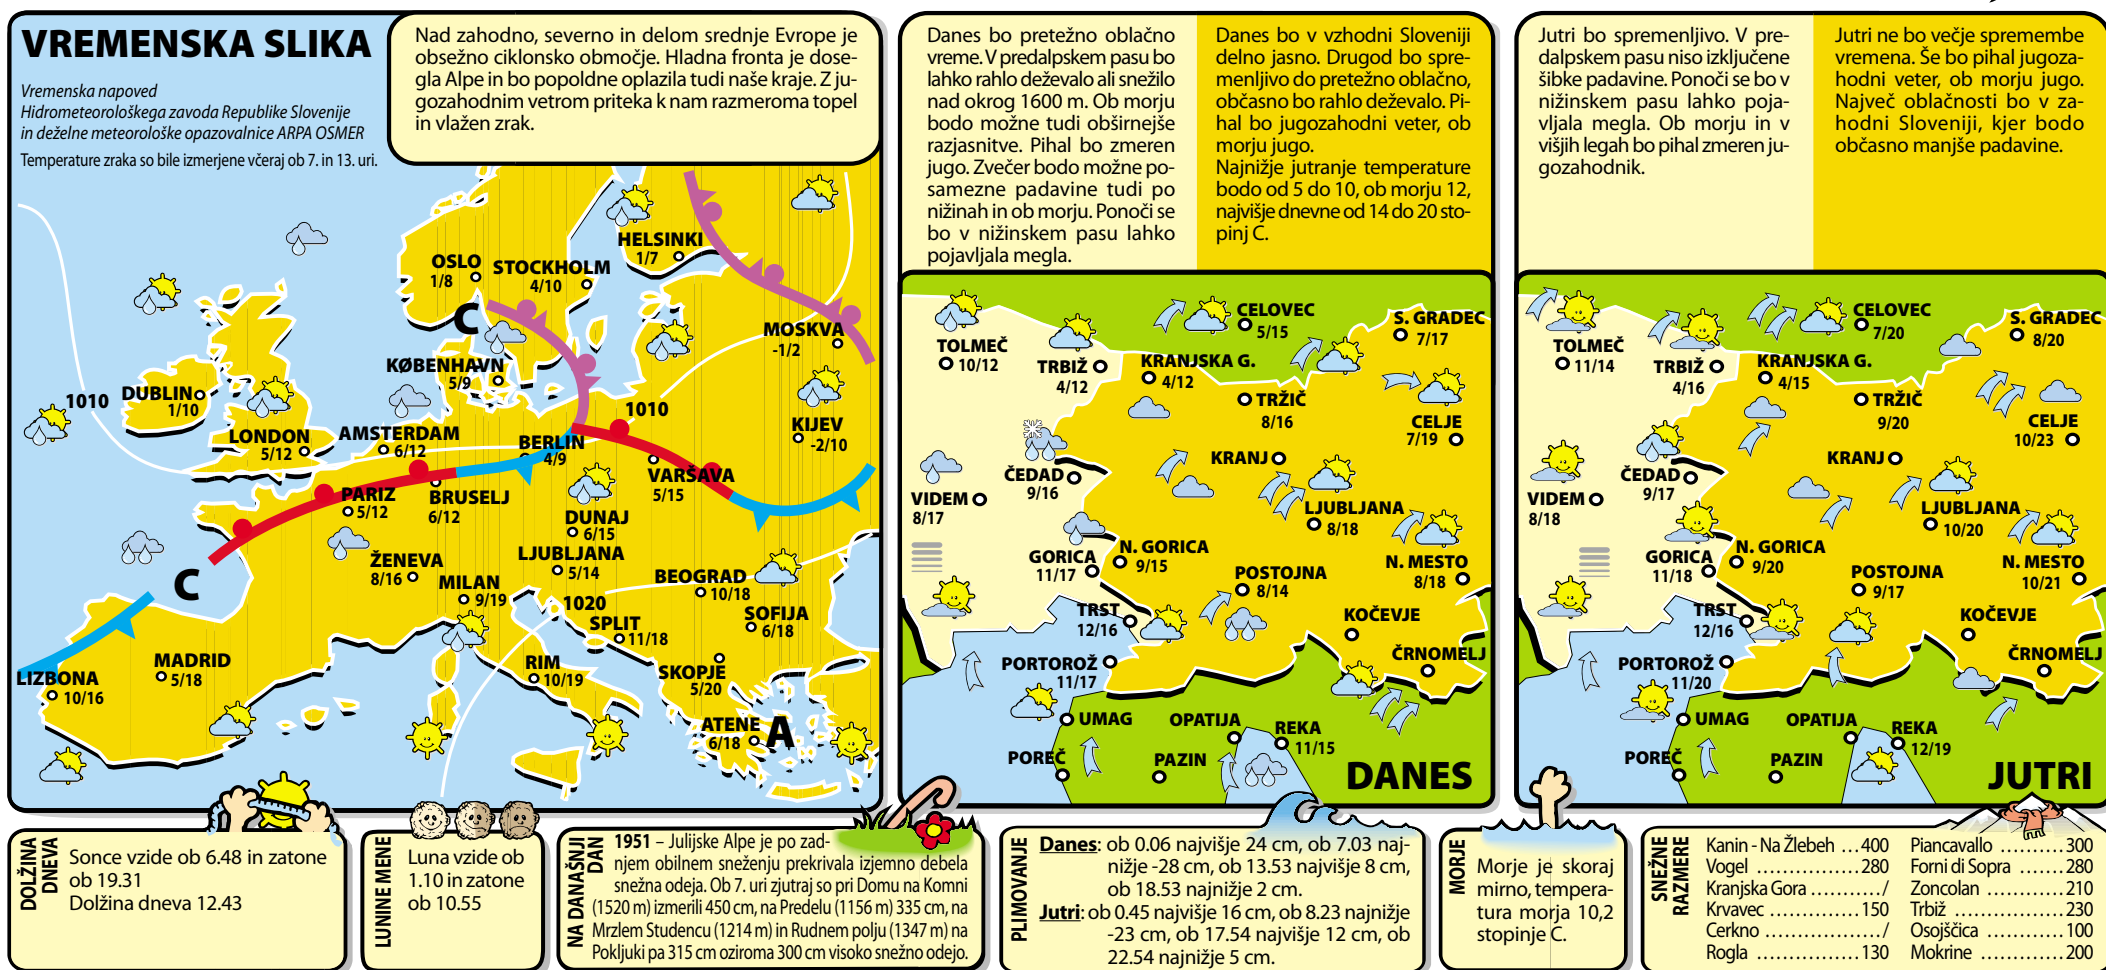 VREMENSKA SLIKA
Vremenska napoved
Hidrometeorološkega zavoda Republike Slovenije
in deželne meteorološke opazovalnice ARPA OSMER
Temperature zraka so bile izmerjene včeraj ob 7. in 13. uri.
Nad zahodno, severno in delom srednje Evrope je
obsežno ciklonsko območje. Hladna fronta je dose-
gla Alpe in bo popoldne oplazila tudi naše kraje. Z ju-
gozahodnim vetrom priteka k nam razmeroma topel
in vlažen zrak.
HELSINKI
1/7
OSLO
1/8
STOCKHOLM
4/10
C
MOSKVA
-1/2
KØBENHAVN
5/9
DUBLIN
1/10
1010
1010
KIJEV
-2/10
LONDON
5/12
AMSTERDAM
6/12
BERLIN
4/9
VARŠAVA
5/15
PARIZ
5/12
BRUSELJ
6/12
DUNAJ
6/15
C
ŽENEVA
8/16
LJUBLJANA
5/14
MILAN
9/19
BEOGRAD
10/18
1020
SPLIT
11/18
SOFIJA
6/18
LIZBONA
10/16
MADRID
5/18
RIM
10/19
SKOPJE
5/20
ATENE
6/18
A
Danes bo pretežno oblačno
vreme. V predalpskem pasu bo
lahko rahlo deževalo ali snežilo
nad okrog 1600 m. Ob morju
bodo možne tudi obširnejše
razjasnitve. Pihal bo zmeren
jugo. Zvečer bodo možne po-
samezne padavine tudi po
nižinah in ob morju. Ponoči se
bo v nižinskem pasu lahko
pojavljala megla.
Danes bo v vzhodni Sloveniji
delno jasno. Drugod bo spre-
menljivo do pretežno oblačno,
občasno bo rahlo deževalo. Pi-
hal bo jugozahodni veter, ob
morju jugo.
Najnižje jutranje temperature
bodo od 5 do 10, ob morju 12,
najvišje dnevne od 14 do 20 sto-
pinj C.
CELOVEC
5/15
S. GRADEC
7/17
TOLMEČ
10/12
TRBIŽ
4/12
KRANJSKA G.
4/12
TRŽIČ
8/16
CELJE
7/19
KRANJ
ČEDAD
9/16
VIDEM
8/17
LJUBLJANA
8/18
GORICA
11/17
N. GORICA
9/15
N. MESTO
8/18
POSTOJNA
8/14
TRST
12/16
KOČEVJE
PORTOROŽ
11/17
ČRNOMELJ
UMAG
OPATIJA
REKA
11/15
POREČ
PAZIN
DANES
Jutri bo spremenljivo. V pre-
dalpskem pasu niso izključene
šibke padavine. Ponoči se bo v
nižinskem pasu lahko poja-
vljala megla. Ob morju in v
višjih legah bo pihal zmeren ju-
gozahodnik.
Jutri ne bo večje spremembe
vremena. Še bo pihal jugoza-
hodni veter, ob morju jugo.
Največ oblačnosti bo v za-
hodni Sloveniji, kjer bodo
občasno manjše padavine.
CELOVEC
7/20
S. GRADEC
8/20
TOLMEČ
11/14
TRBIŽ
4/16
KRANJSKA G.
4/15
TRŽIČ
9/20
CELJE
10/23
KRANJ
ČEDAD
9/17
VIDEM
8/18
LJUBLJANA
10/20
GORICA
11/18
N. GORICA
9/20
N. MESTO
10/21
POSTOJNA
9/17
TRST
12/16
KOČEVJE
PORTOROŽ
11/20
ČRNOMELJ
UMAG
OPATIJA
REKA
12/19
POREČ
PAZIN
JUTRI
DOLŽINA
DNEVA
Sonce vzide ob 6.48 in zatone
ob 19.31
Dolžina dneva 12.43
LUNINE MENE
Luna vzide ob
1.10 in zatone
ob 10.55
NA DANAŠNJI
DAN
1951 – Julijske Alpe je po zad-
njem obilnem sneženju prekrivala izjemno debela
snežna odeja. Ob 7. uri zjutraj so pri Domu na Komni
(1520 m) izmerili 450 cm, na Predelu (1156 m) 335 cm, na
Mrzlem Studencu (1214 m) in Rudnem polju (1347 m) na
Pokljuki pa 315 cm oziroma 300 cm visoko snežno odejo.
PLIMOVANJE
Danes: ob 0.06 najvišje 24 cm, ob 7.03 naj-
nižje -28 cm, ob 13.53 najvišje 8 cm,
ob 18.53 najnižje 2 cm.
Jutri: ob 0.45 najvišje 16 cm, ob 8.23 najnižje
-23 cm, ob 17.54 najvišje 12 cm, ob
22.54 najnižje 5 cm.
MORJE
Morje je skoraj
mirno, tempera-
tura morja 10,2
stopinje C.
SNEŽNE
RAZMERE
Kanin - Na Žlebeh ...400
Vogel ..................280
Kranjska Gora .........../
Krvavec ...............150
Cerkno ..................../
Rogla .................130
Piancavallo ..........300
Forni di Sopra .......280
Zoncolan .............210
Trbiž ..................230
Osojščica ............100
Mokrine ..............200